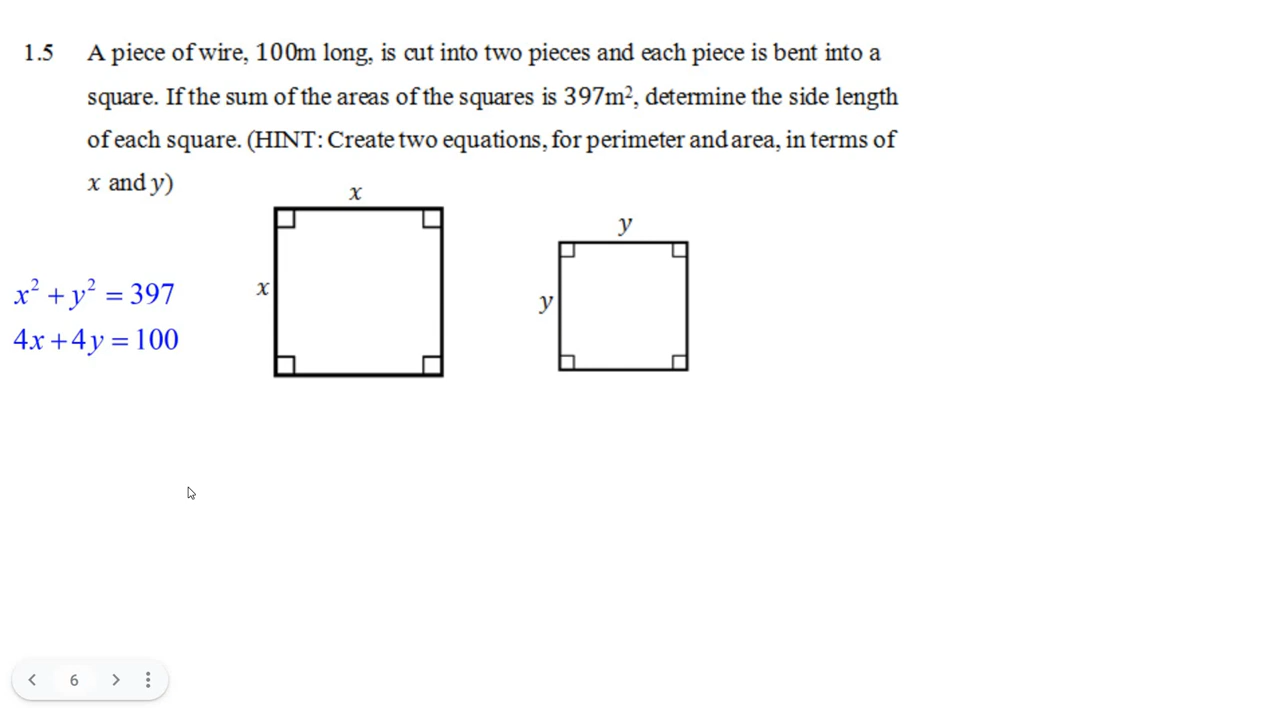 1.5 A piece of wire, 100m long, is cut into two pieces and each piece is bent into a
square. If the sum of the areas of the squares is 397m², determine the side length
of each square. (HINT: Create two equations, for perimeter and area, in terms of
x and y)
x
y
x
y
x² + y² = 397
4x + 4y = 100
6